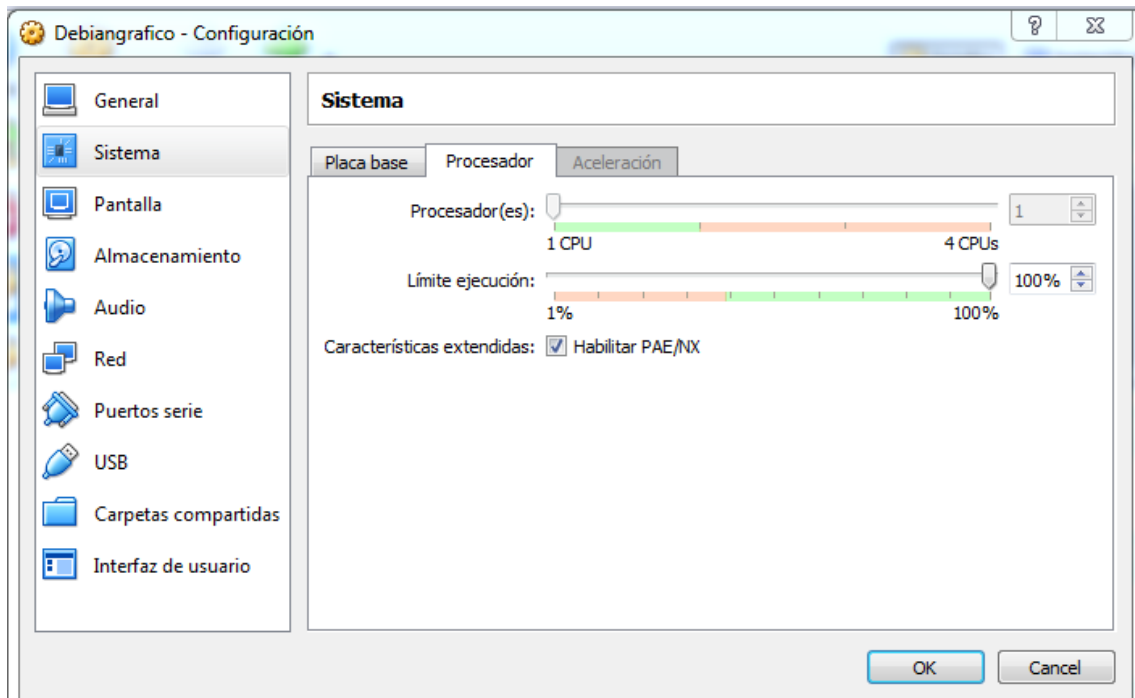 Debiangrafico - Configuración
General
Sistema
Pantalla
Almacenamiento
Audio
Red
Puertos serie
USB
Carpetas compartidas
Interfaz de usuario
Sistema
Placa base Procesador Aceleración
Procesador(es): 1
1 CPU 4 CPUs
Límite ejecución: 100%
1% 100%
Características extendidas: Habilitar PAE/NX
OK Cancel